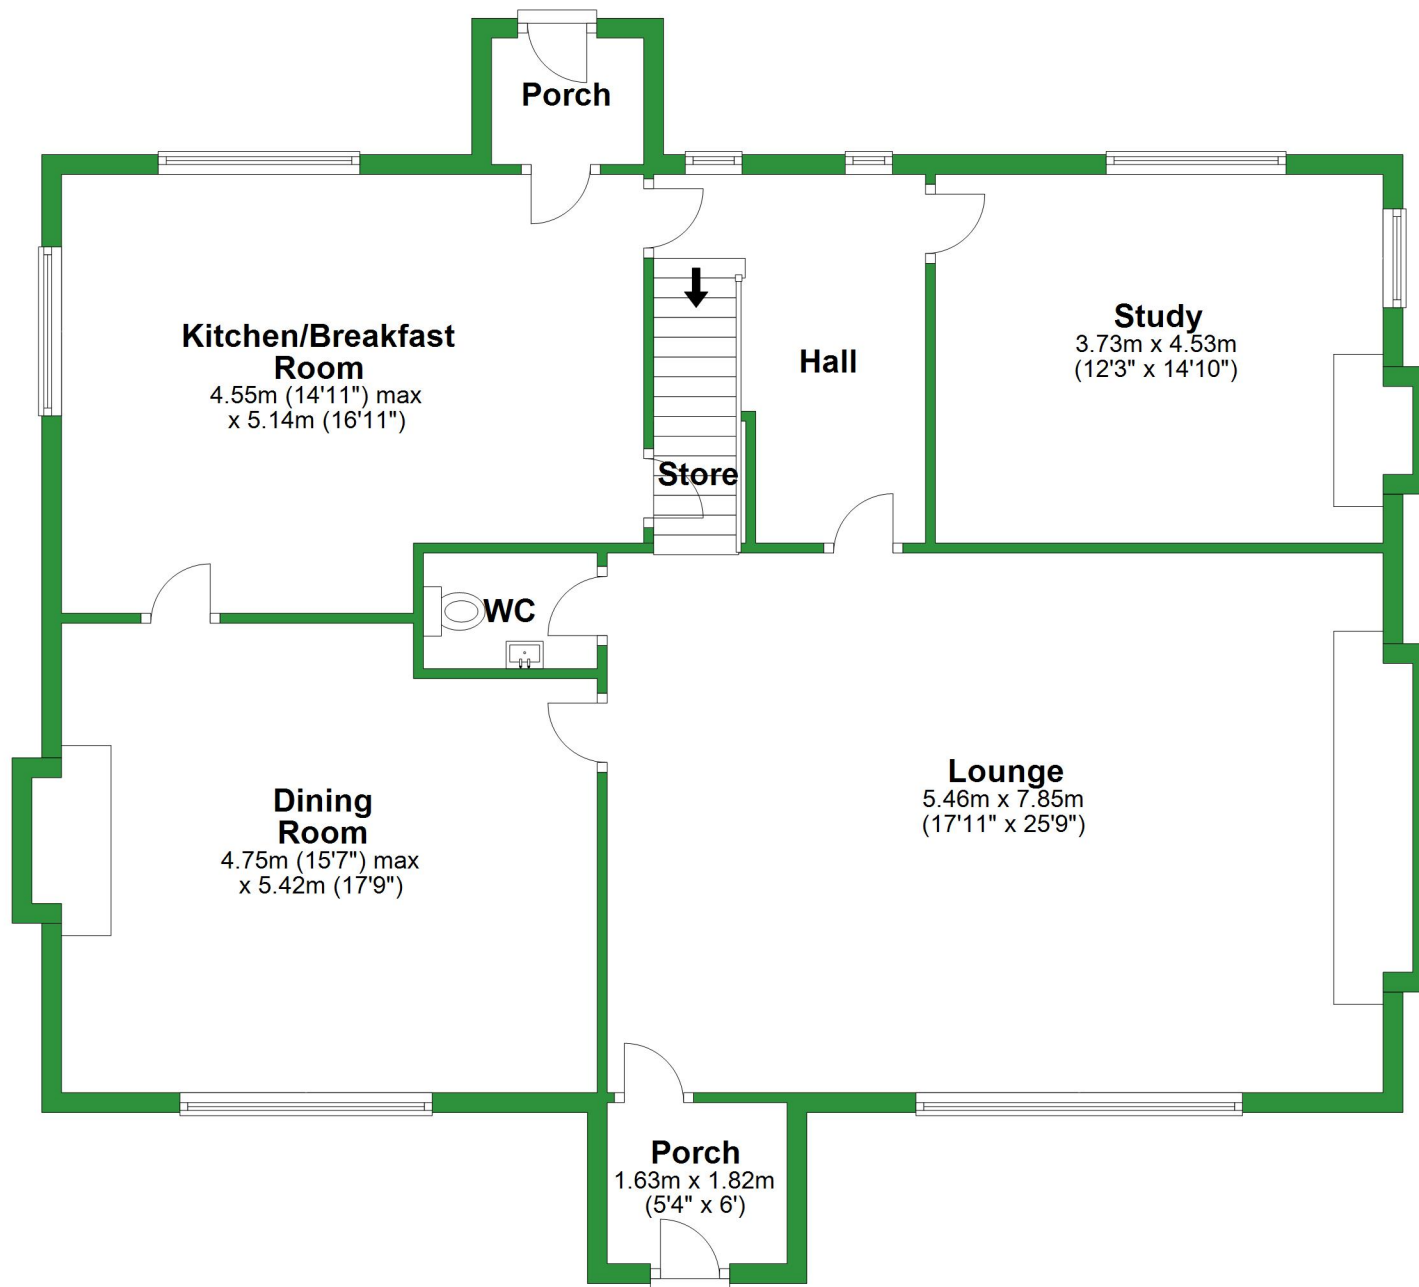 Porch
Kitchen/Breakfast
Room
4.55m (14'11") max
x 5.14m (16'11")
Hall
Study
3.73m x 4.53m
(12'3" x 14'10")
Store
WC
Dining
Room
4.75m (15'7") max
x 5.42m (17'9")
Lounge
5.46m x 7.85m
(17'11" x 25'9")
Porch
1.63m x 1.82m
(5'4" x 6')